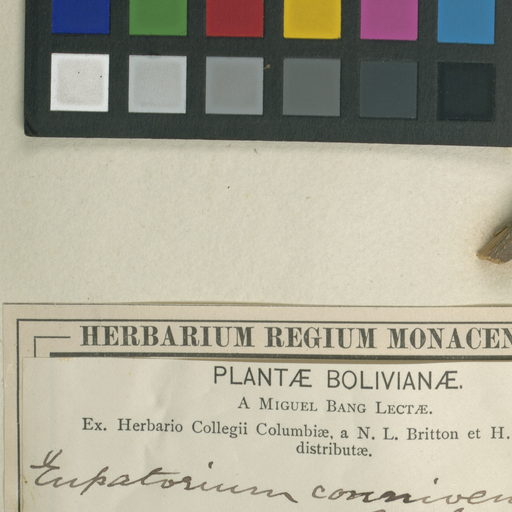 HERBARIUM REGIUM MONACEN
PLANTÆ BOLIVIANÆ.
A MIGUEL BANG LECTÆ.
Ex. Herbario Collegii Columbiæ, a N. L. Britton et H.
distributæ.
Eupatorium conniven